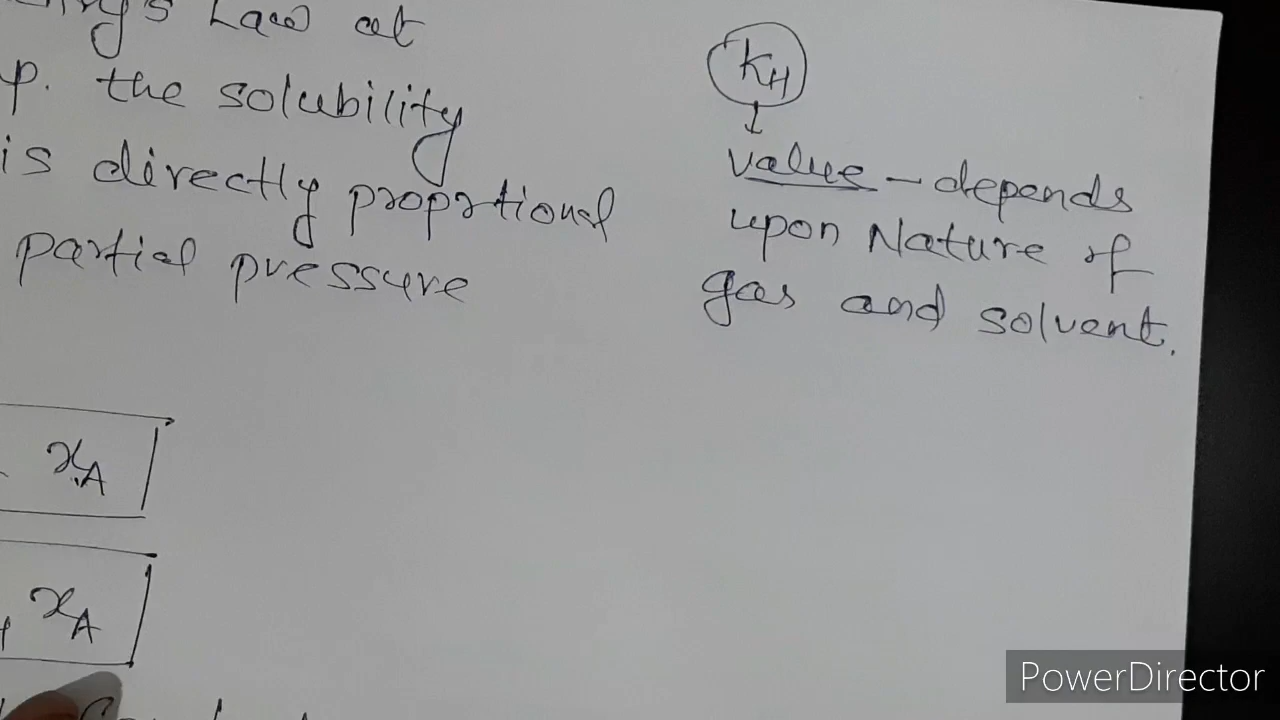 Law at
p. the solubility
is directly proprtional
partial pressure
KH
value - depends
upon Nature of
gas and solvent.
xA
xA
PowerDirector